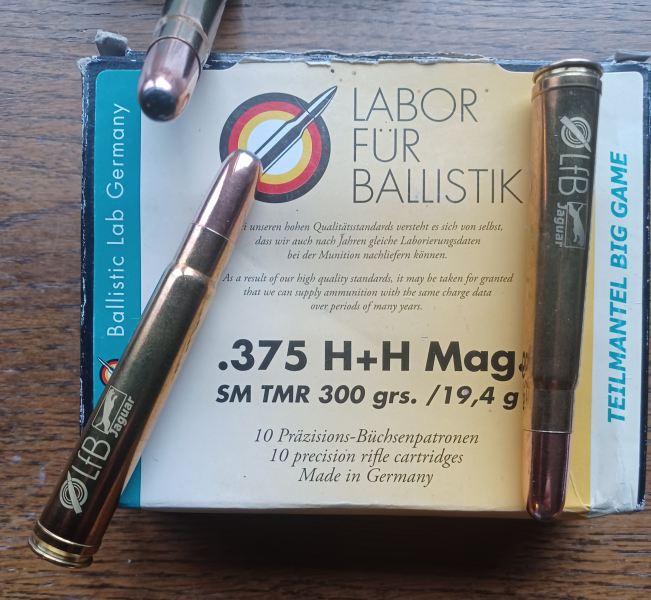 Ballistic Lab Germany
LABOR
FÜR
BALLISTIK
unseren hohen Qualitätsstandards versteht es sich von selbst,
dass wir auch nach Jahren gleiche Laborierungsdaten
bei der Munition nachliefern können.
As a result of our high quality standards, it may be taken for granted
that we can supply ammunition with the same charge data
over periods of many years.
.375 H+H Mag.
SM TMR 300 grs. /19,4 g
10 Präzisions-Büchsenpatronen
10 precision rifle cartridges
Made in Germany
TEILMANTEL BIG GAME
LfB
Jaguar
LfB
Jaguar